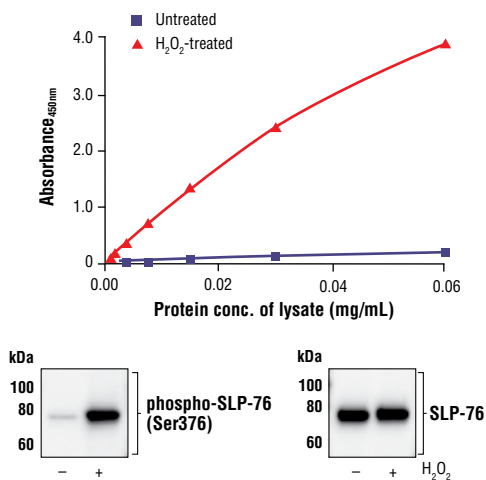 Untreated
H₂O₂-treated
Absorbance450nm
4.0
3.0
2.0
1.0
0
0.00
0.02
0.04
0.06
Protein conc. of lysate (mg/mL)
kDa
100
80
60
phospho-SLP-76
(Ser376)
– +
kDa
100
80
60
SLP-76
– + H₂O₂